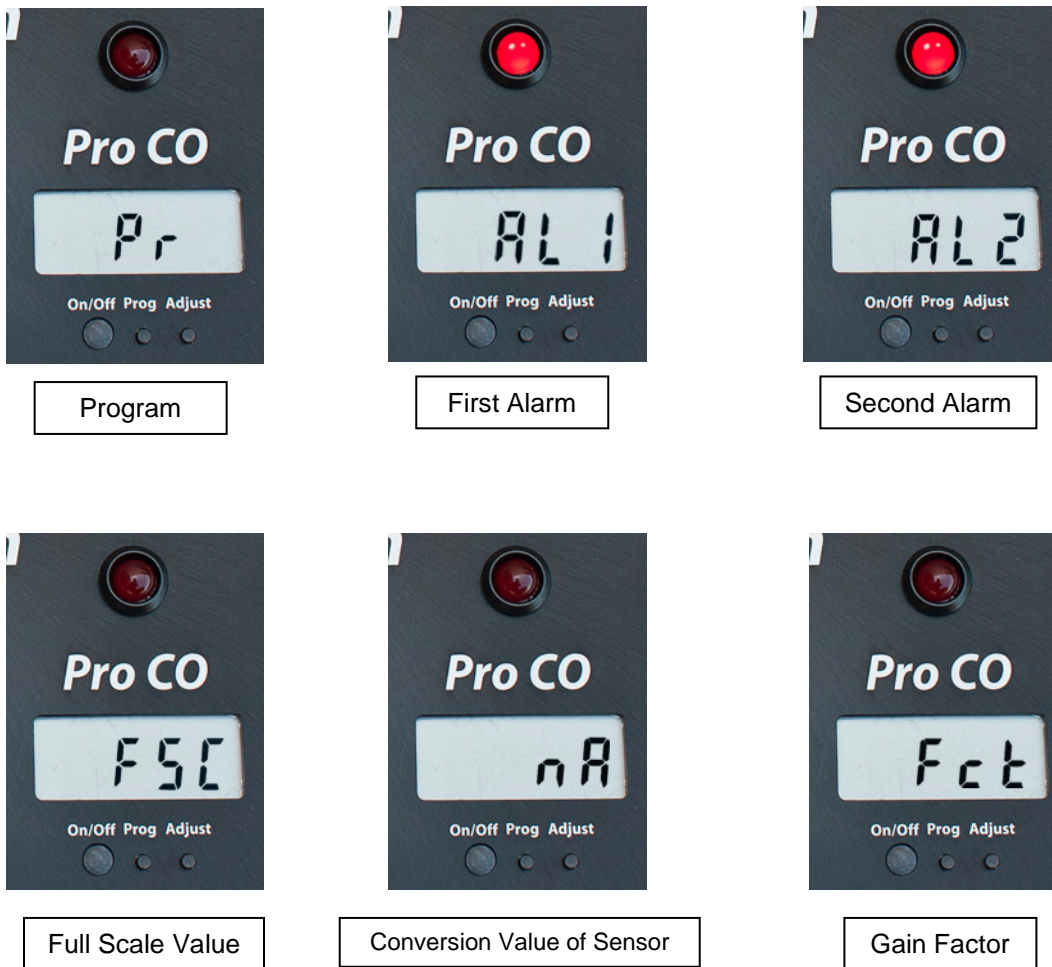 Pro CO
Pr
On/Off Prog Adjust
Program
Pro CO
AL1
On/Off Prog Adjust
First Alarm
Pro CO
AL2
On/Off Prog Adjust
Second Alarm
Pro CO
FSC
On/Off Prog Adjust
Full Scale Value
Pro CO
nA
On/Off Prog Adjust
Conversion Value of Sensor
Pro CO
Fct
On/Off Prog Adjust
Gain Factor